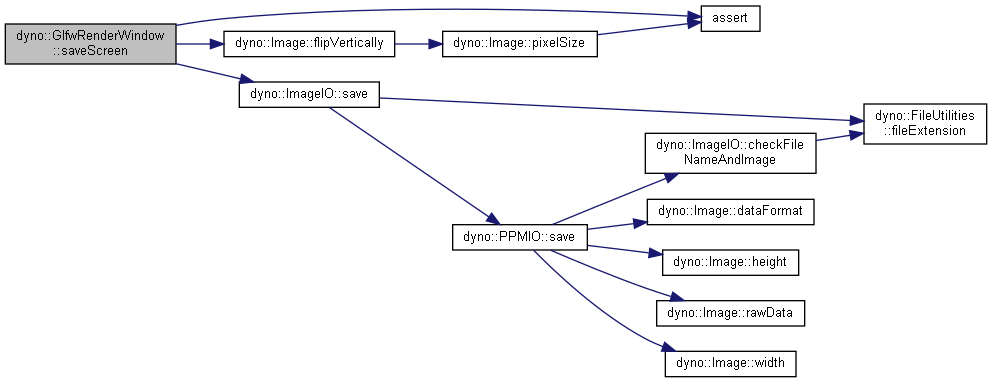 dyno::GlfwRenderWindow
::saveScreen
assert
dyno::Image::flipVertically
dyno::Image::pixelSize
dyno::ImageIO::save
dyno::FileUtilities
::fileExtension
dyno::ImageIO::checkFile
NameAndImage
dyno::Image::dataFormat
dyno::PPMIO::save
dyno::Image::height
dyno::Image::rawData
dyno::Image::width